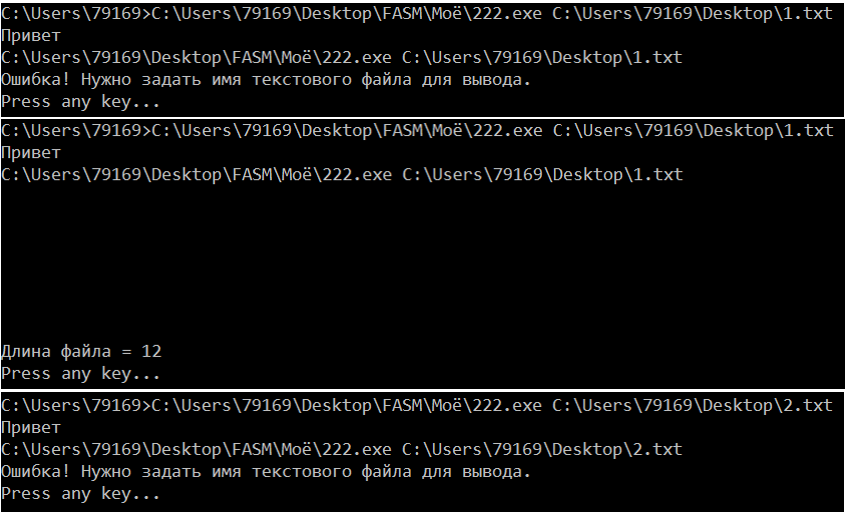 C:\Users\79169>C:\Users\79169\Desktop\FASM\Моё\222.exe C:\Users\79169\Desktop\1.txt
Привет
C:\Users\79169\Desktop\FASM\Моё\222.exe C:\Users\79169\Desktop\1.txt
Ошибка! Нужно задать имя текстового файла для вывода.
Press any key...
C:\Users\79169>C:\Users\79169\Desktop\FASM\Моё\222.exe C:\Users\79169\Desktop\1.txt
Привет
C:\Users\79169\Desktop\FASM\Моё\222.exe C:\Users\79169\Desktop\1.txt
Длина файла = 12
Press any key...
C:\Users\79169>C:\Users\79169\Desktop\FASM\Моё\222.exe C:\Users\79169\Desktop\2.txt
Привет
C:\Users\79169\Desktop\FASM\Моё\222.exe C:\Users\79169\Desktop\2.txt
Ошибка! Нужно задать имя текстового файла для вывода.
Press any key...